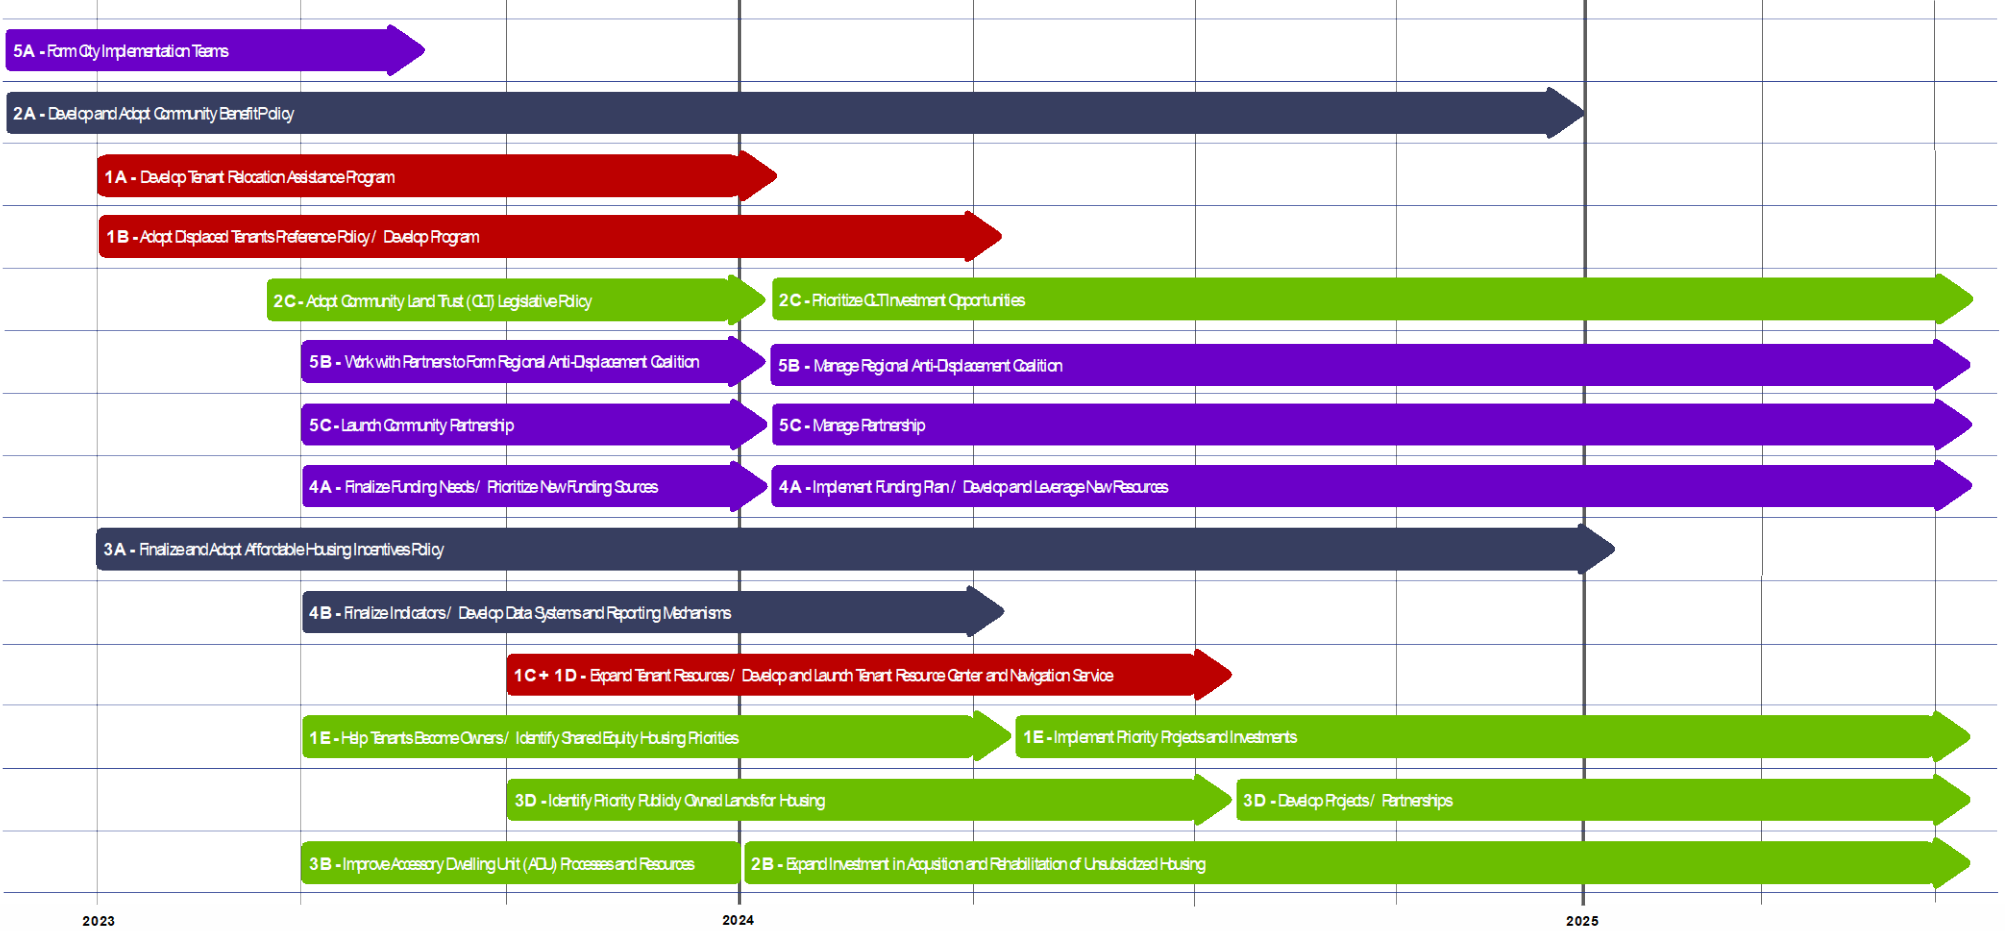 5A - Form City Implementation Teams
2A - Develop and Adopt Community Benefit Policy
1A - Develop Tenant Relocation Assistance Program
1B - Adopt Displaced Tenants Preference Policy / Develop Program
2C - Adopt Community Land Trust (CLT) Legislative Policy
2C - Prioritize CLT Investment Opportunities
5B - Work with Partners to Form Regional Anti-Displacement Coalition
5B - Manage Regional Anti-Displacement Coalition
5C - Launch Community Partnership
5C - Manage Partnership
4A - Finalize Funding Needs / Prioritize New Funding Sources
4A - Implement Funding Plan / Develop and Leverage New Resources
3A - Finalize and Adopt Affordable Housing Incentives Policy
4B - Finalize Indicators / Develop Data Systems and Reporting Mechanisms
1C + 1D - Expand Tenant Resources / Develop and Launch Tenant Resource Center and Navigation Service
1E - Help Tenants Become Owners / Identify Shared Equity Housing Priorities
1E - Implement Priority Projects and Investments
3D - Identify Priority Publicly Owned Lands for Housing
3D - Develop Projects / Partnerships
3B - Improve Accessory Dwelling Unit (ADU) Processes and Resources
2B - Expand Investment in Acqusition and Rehabilitation of Unsubsidized Housing
2023
2024
2025